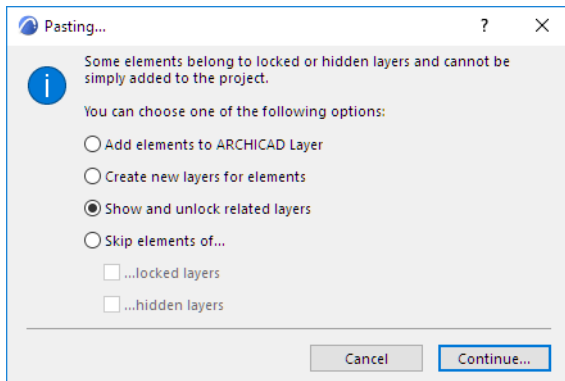 Pasting...
?
Some elements belong to locked or hidden layers and cannot be
simply added to the project.
You can choose one of the following options:
Add elements to ARCHICAD Layer
Create new layers for elements
Show and unlock related layers
Skip elements of...
...locked layers
...hidden layers
Cancel
Continue...